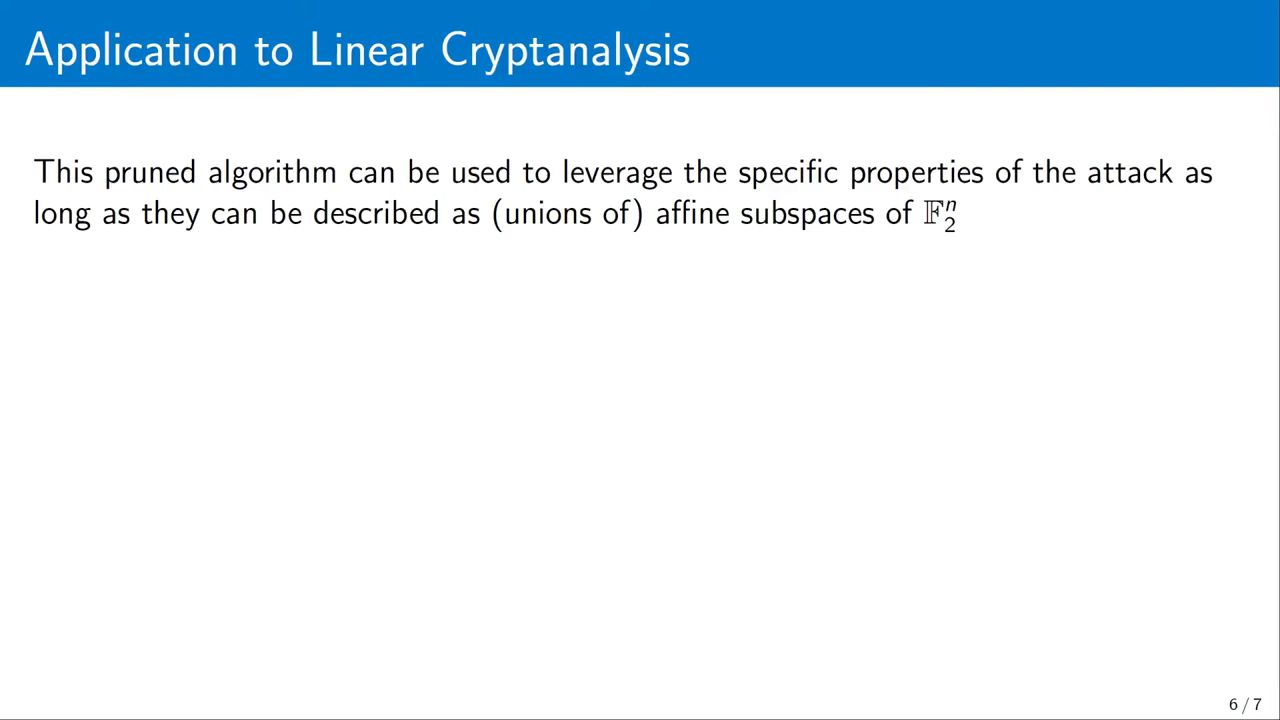 Application to Linear Cryptanalysis
This pruned algorithm can be used to leverage the specific properties of the attack as
long as they can be described as (unions of) affine subspaces of 𝔽₂ⁿ
6 / 7